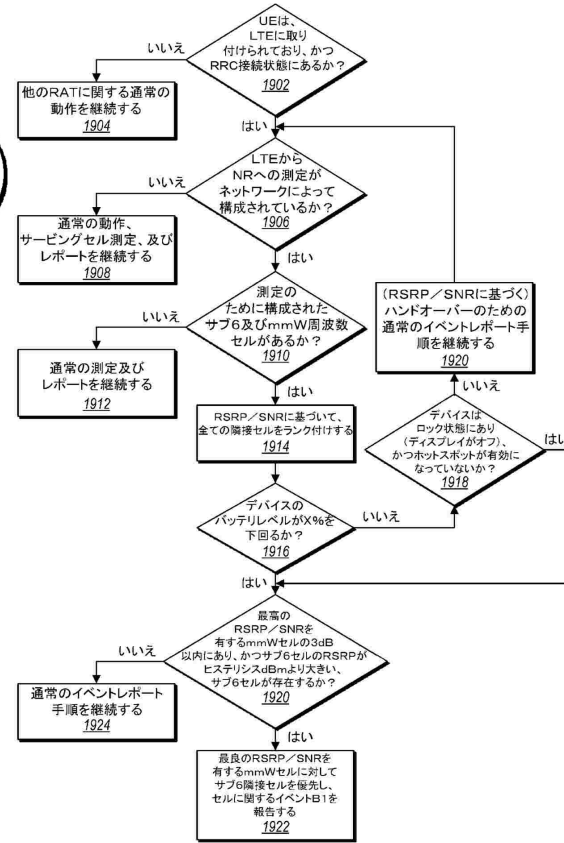 UEは、
LTEに取り
付けられており、かつ
RRC接続状態にあるか？
1902
いいえ
他のRATに関する通常の
動作を継続する
1904
はい
LTEから
NRへの測定が
ネットワークによって
構成されているか？
1906
いいえ
通常の動作、
サービングセル測定、及び
レポートを継続する
1908
はい
測定の
ために構成された
サブ6及びmmW周波数
セルがあるか？
1910
いいえ
通常の測定及び
レポートを継続する
1912
はい
RSRP／SNRに基づいて、
全ての隣接セルをランク付けする
1914
デバイスの
バッテリレベルがX%を
下回るか？
1916
いいえ
デバイスは
ロック状態にあり
（ディスプレイがオフ）、
かつホットスポットが有効に
なっていないか？
1918
はい
いいえ
（RSRP／SNRに基づく）
ハンドオーバーのための
通常のイベントレポート手
順を継続する
1920
はい
最高の
RSRP／SNRを
有するmmWセルの3dB
以内にあり、かつサブ6セルのRSRPが
ヒステリシスdBmより大きい、
サブ6セルが存在するか？
1920
いいえ
通常のイベントレポート
手順を継続する
1924
はい
最良のRSRP／SNRを
有するmmWセルに対して
サブ6隣接セルを優先し、
セルに関するイベントB1を
報告する
1922